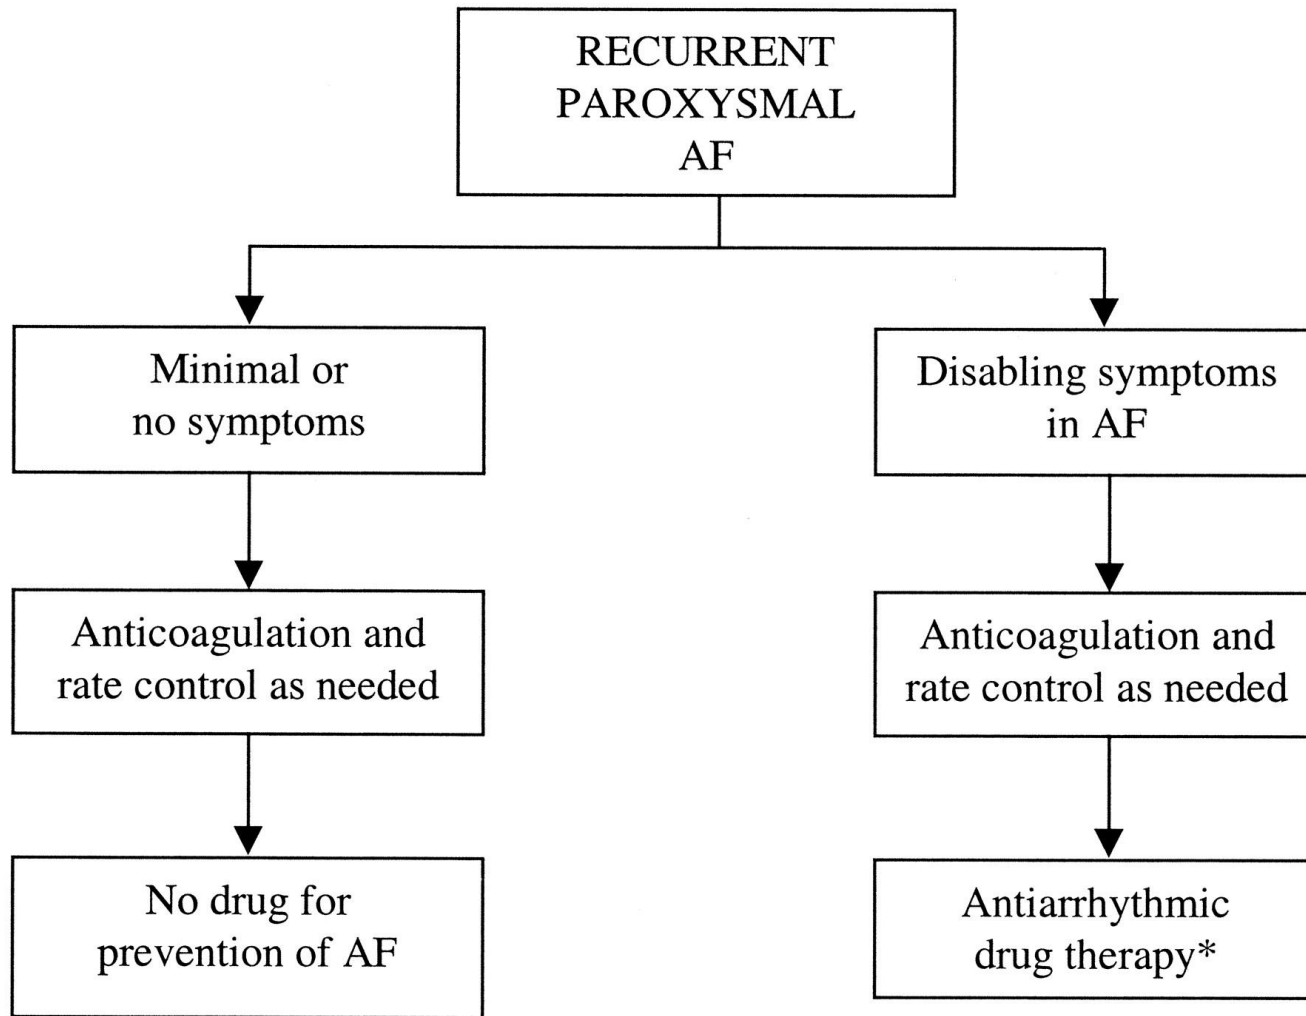 RECURRENT
PAROXYSMAL
AF
Minimal or
no symptoms
Disabling symptoms
in AF
Anticoagulation and
rate control as needed
Anticoagulation and
rate control as needed
No drug for
prevention of AF
Antiarrhythmic
drug therapy*